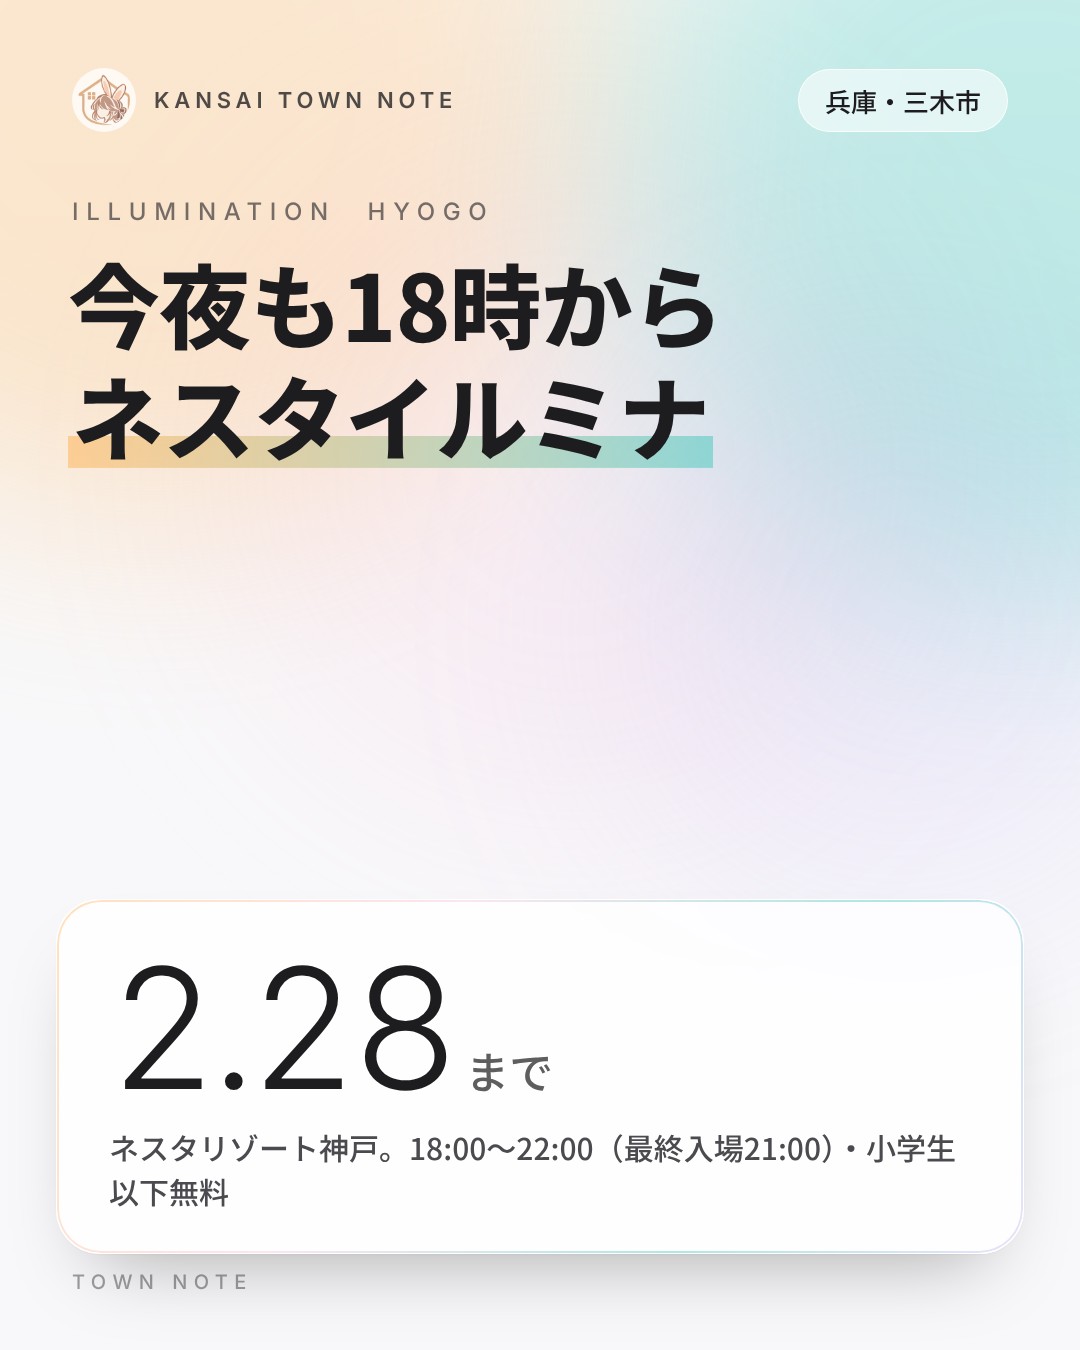 KANSAI TOWN NOTE
兵庫・三木市
ILLUMINATION HYOGO
今夜も18時から
ネスタイルミナ
2.28 まで
ネスタリゾート神戸。18:00〜22:00（最終入場21:00）・小学生
以下無料
TOWN NOTE